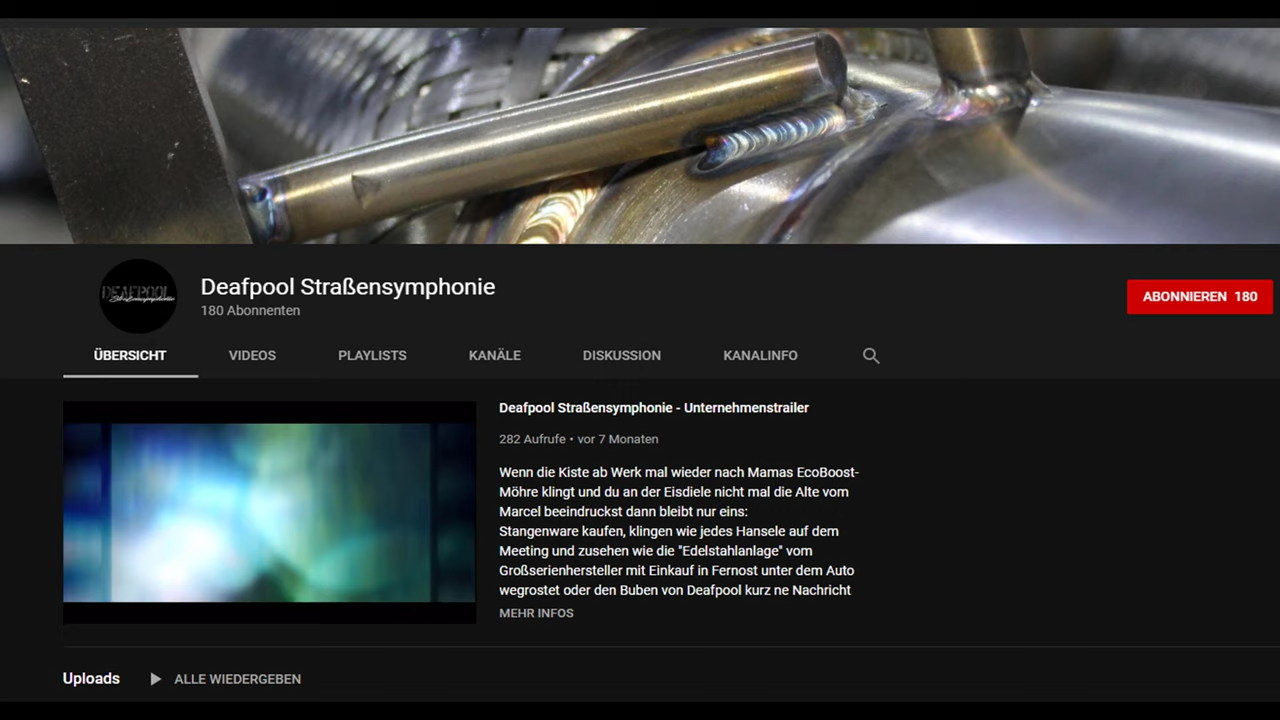 DEAFPOOL
Straßensymphonie
Deafpool Straßensymphonie
180 Abonnenten
ABONNIEREN 180
ÜBERSICHT VIDEOS PLAYLISTS KANÄLE DISKUSSION KANALINFO
Deafpool Straßensymphonie - Unternehmenstrailer
282 Aufrufe • vor 7 Monaten
Wenn die Kiste ab Werk mal wieder nach Mamas EcoBoost-
Möhre klingt und du an der Eisdiele nicht mal die Alte vom
Marcel beeindruckst dann bleibt nur eins:
Stangenware kaufen, klingen wie jedes Hansele auf dem
Meeting und zusehen wie die "Edelstahlanlage" vom
Großserienhersteller mit Einkauf in Fernost unter dem Auto
wegrostet oder den Buben von Deafpool kurz ne Nachricht
MEHR INFOS
Uploads ALLE WIEDERGEBEN